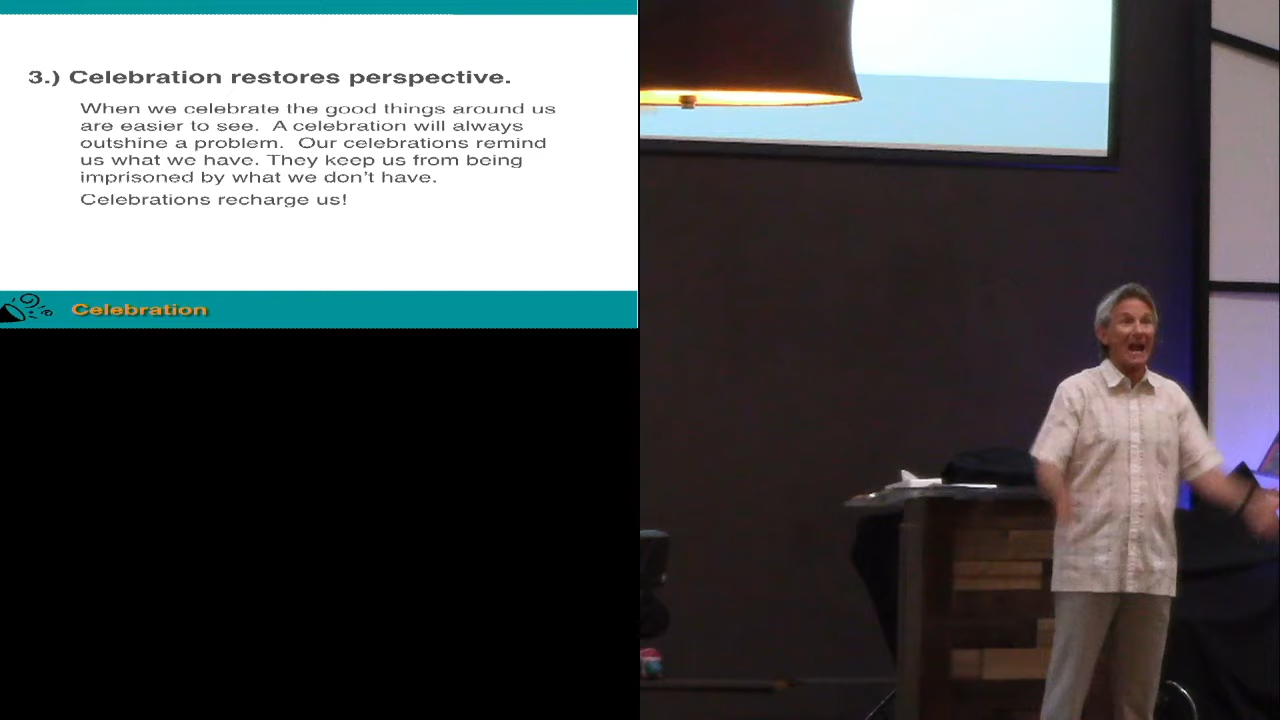 3.) Celebration restores perspective.
When we celebrate the good things around us
are easier to see.  A celebration will always
outshine a problem.  Our celebrations remind
us what we have. They keep us from being
imprisoned by what we don't have.
Celebrations recharge us!
Celebration